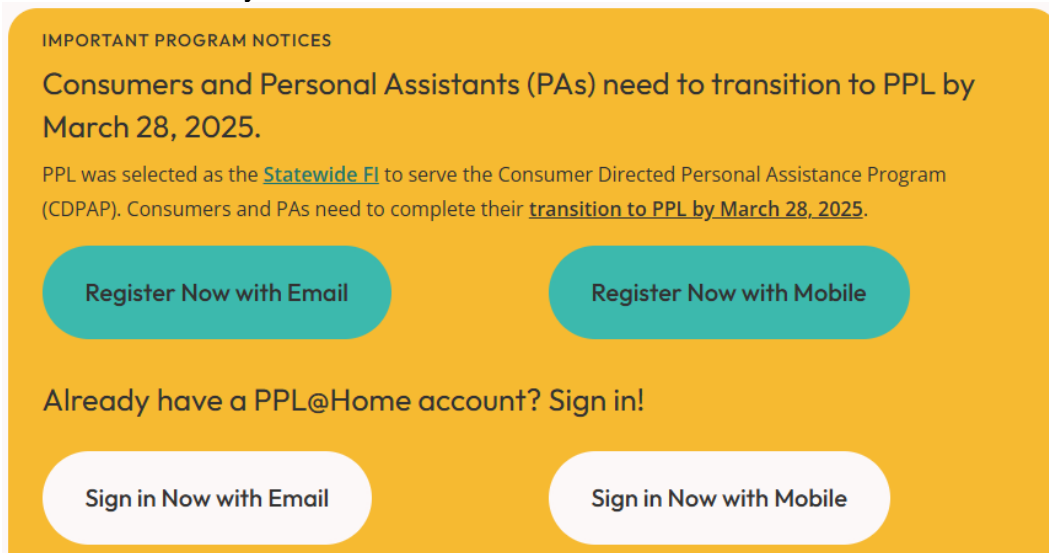 IMPORTANT PROGRAM NOTICES
Consumers and Personal Assistants (PAs) need to transition to PPL by
March 28, 2025.
PPL was selected as the Statewide FI to serve the Consumer Directed Personal Assistance Program
(CDPAP). Consumers and PAs need to complete their transition to PPL by March 28, 2025.
Register Now with Email
Register Now with Mobile
Already have a PPL@Home account? Sign in!
Sign in Now with Email
Sign in Now with Mobile